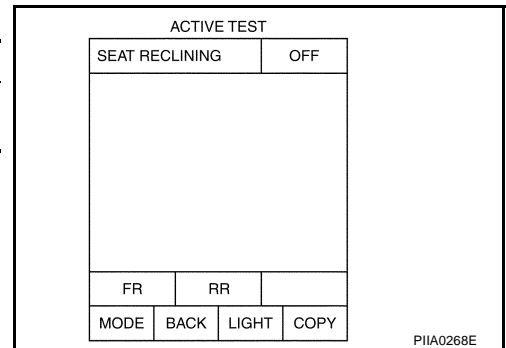 ACTIVE TEST
SEAT RECLINING OFF
FR RR
MODE BACK LIGHT COPY
PIIA0268E